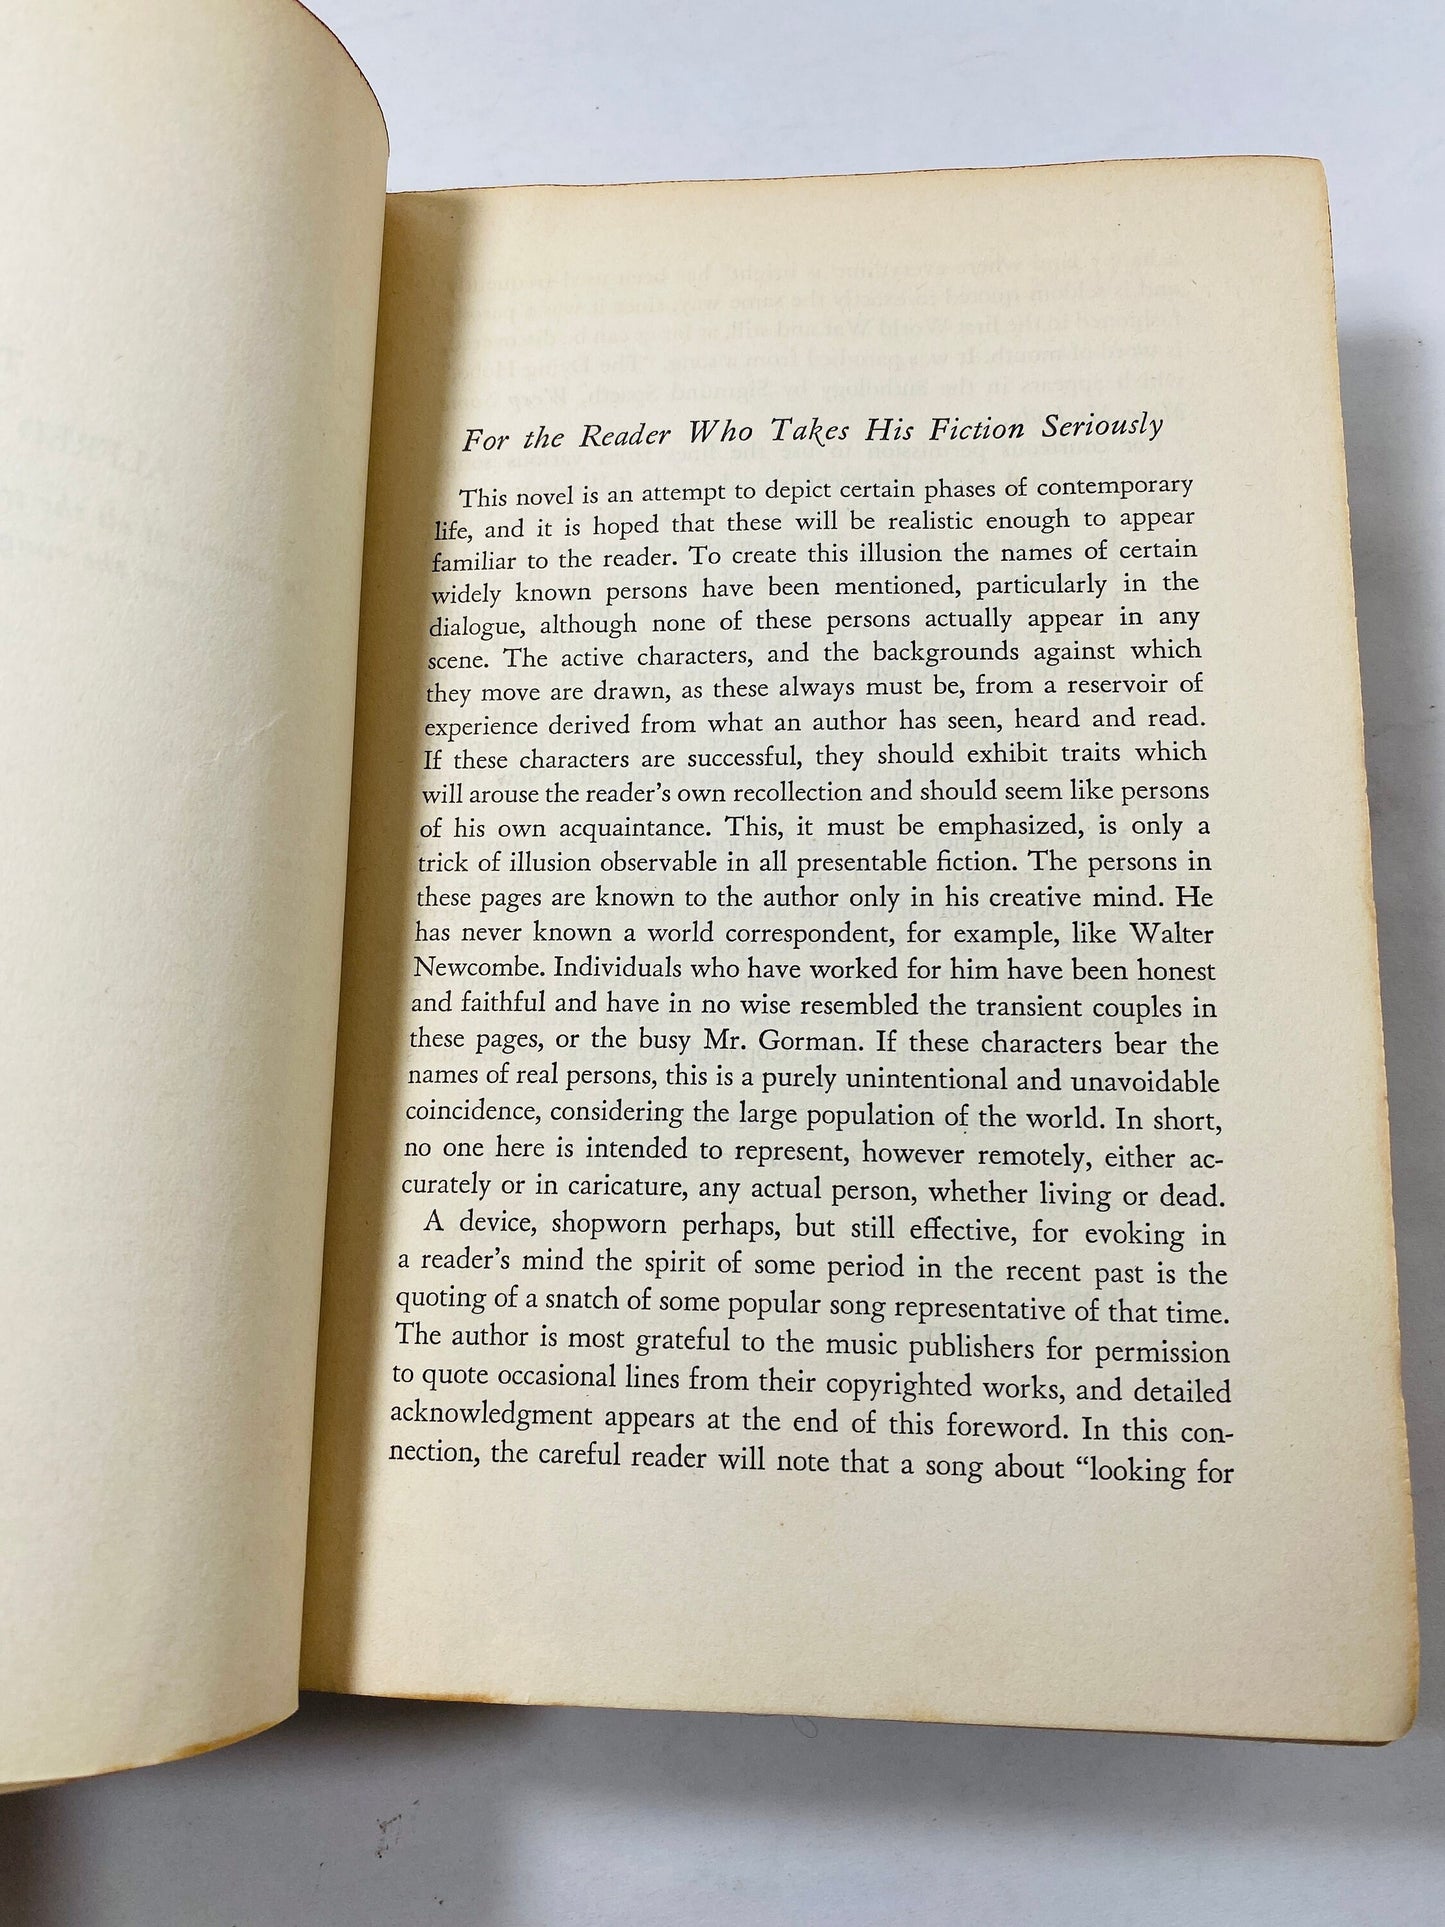 For the Reader Who Takes His Fiction Seriously
This novel is an attempt to depict certain phases of contemporary
life, and it is hoped that these will be realistic enough to appear
familiar to the reader. To create this illusion the names of certain
widely known persons have been mentioned, particularly in the
dialogue, although none of these persons actually appear in any
scene. The active characters, and the backgrounds against which
they move are drawn, as these always must be, from a reservoir of
experience derived from what an author has seen, heard and read.
If these characters are successful, they should exhibit traits which
will arouse the reader's own recollection and should seem like persons
of his own acquaintance. This, it must be emphasized, is only a
trick of illusion observable in all presentable fiction. The persons in
these pages are known to the author only in his creative mind. He
has never known a world correspondent, for example, like Walter
Newcombe. Individuals who have worked for him have been honest
and faithful and have in no wise resembled the transient couples in
these pages, or the busy Mr. Gorman. If these characters bear the
names of real persons, this is a purely unintentional and unavoidable
coincidence, considering the large population of the world. In short,
no one here is intended to represent, however remotely, either ac-
curately or in caricature, any actual person, whether living or dead.
A device, shopworn perhaps, but still effective, for evoking in
a reader's mind the spirit of some period in the recent past is the
quoting of a snatch of some popular song representative of that time.
The author is most grateful to the music publishers for permission
to quote occasional lines from their copyrighted works, and detailed
acknowledgment appears at the end of this foreword. In this con-
nection, the careful reader will note that a song about “looking for